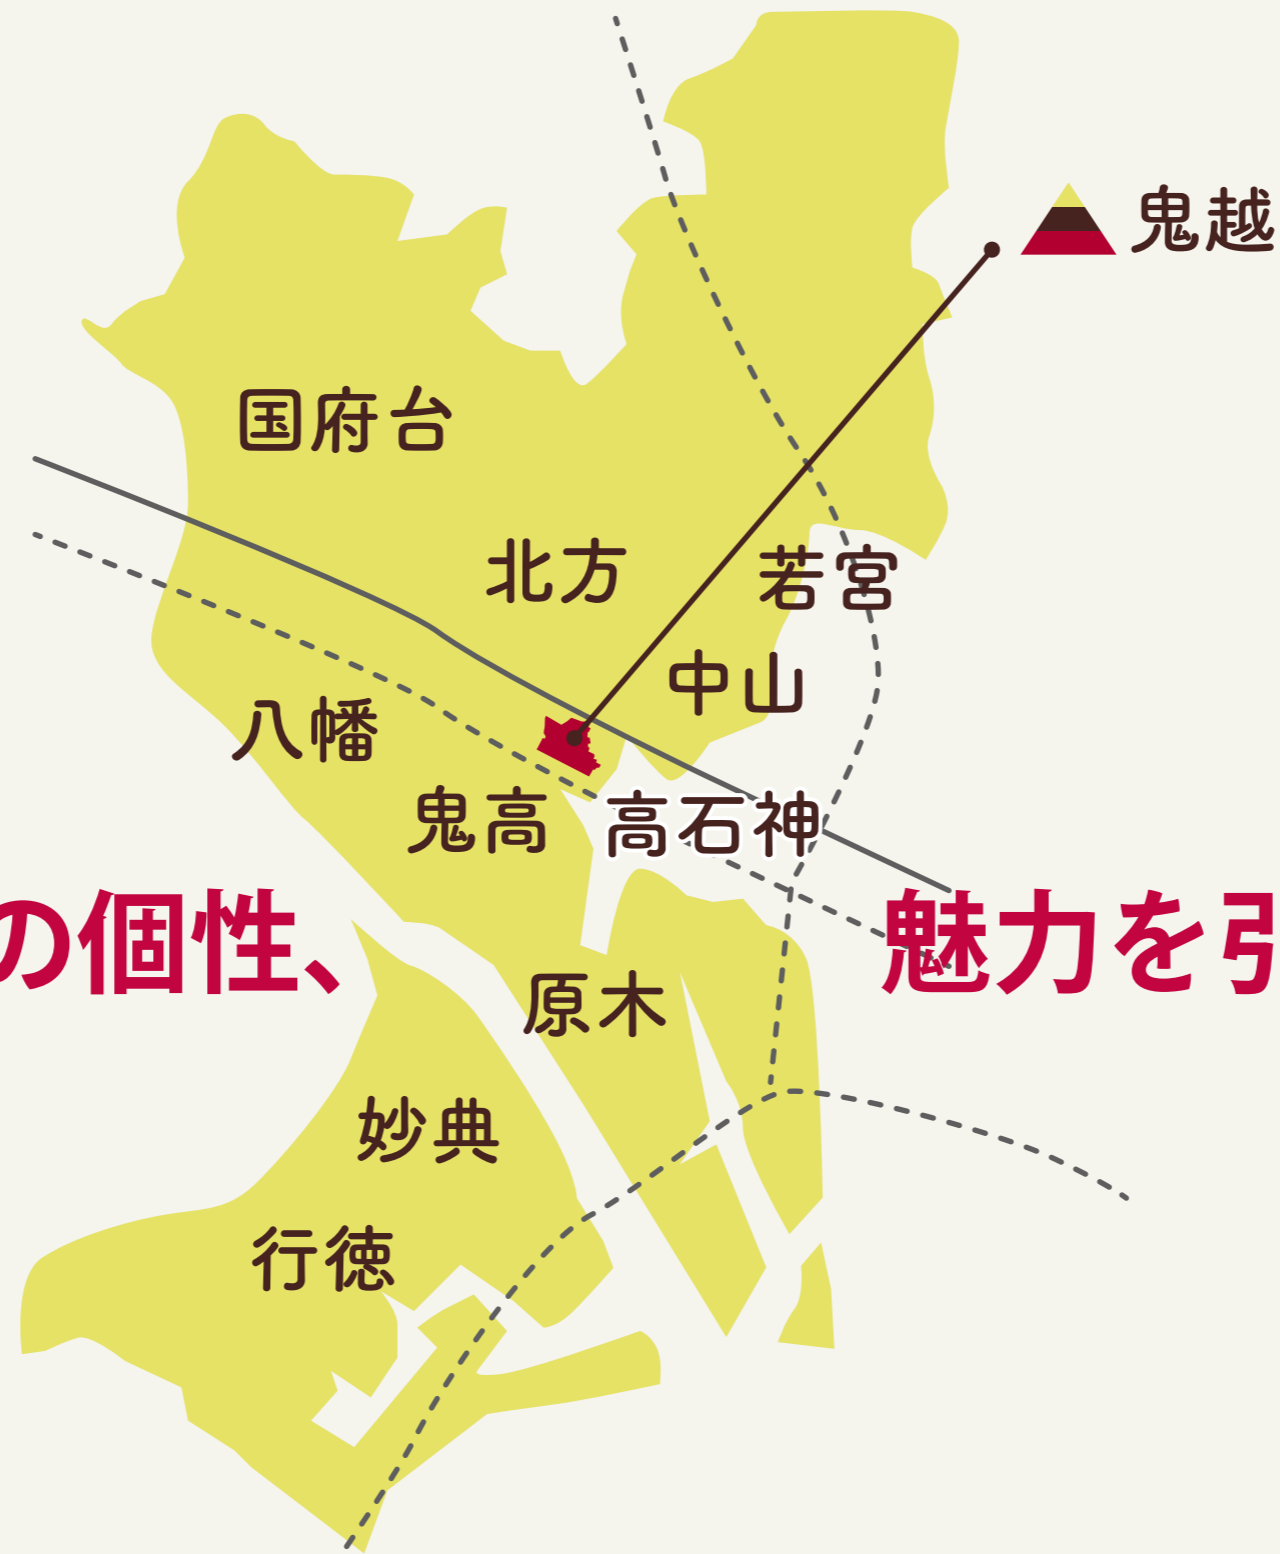 鬼越
国府台
北方
若宮
中山
八幡
鬼高
高石神
の個性、 魅力を引
原木
妙典
行徳